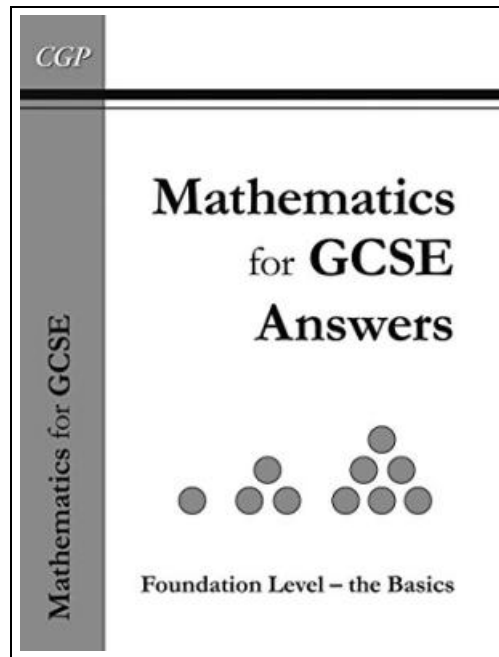 CGP
Mathematics
for GCSE
Answers
Foundation Level – the Basics
Mathematics for GCSE